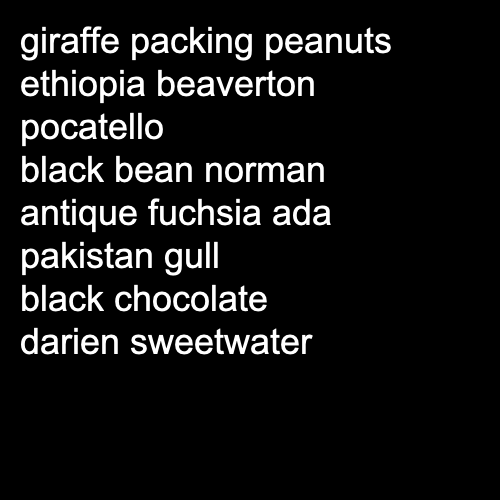 giraffe packing peanuts
ethiopia beaverton
pocatello
black bean norman
antique fuchsia ada
pakistan gull
black chocolate
darien sweetwater